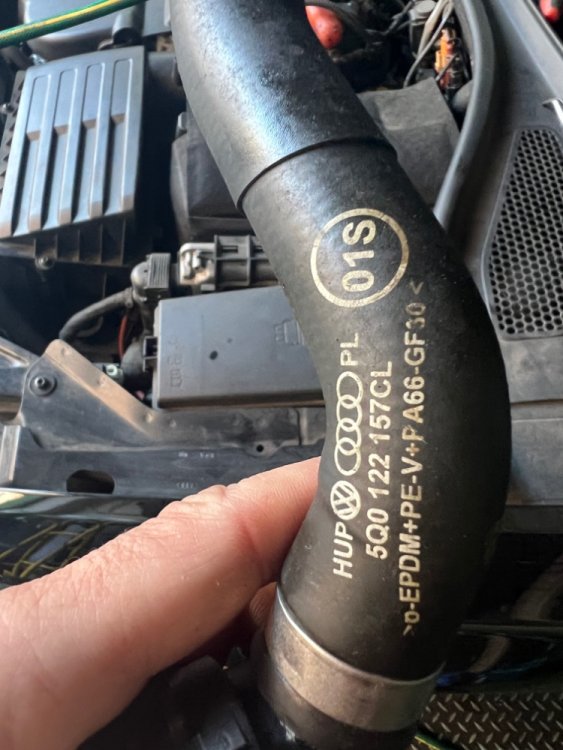 01S
HUP PL
5Q0 122 157CL
>o-EPDM+PE-V+PA66-GF30<